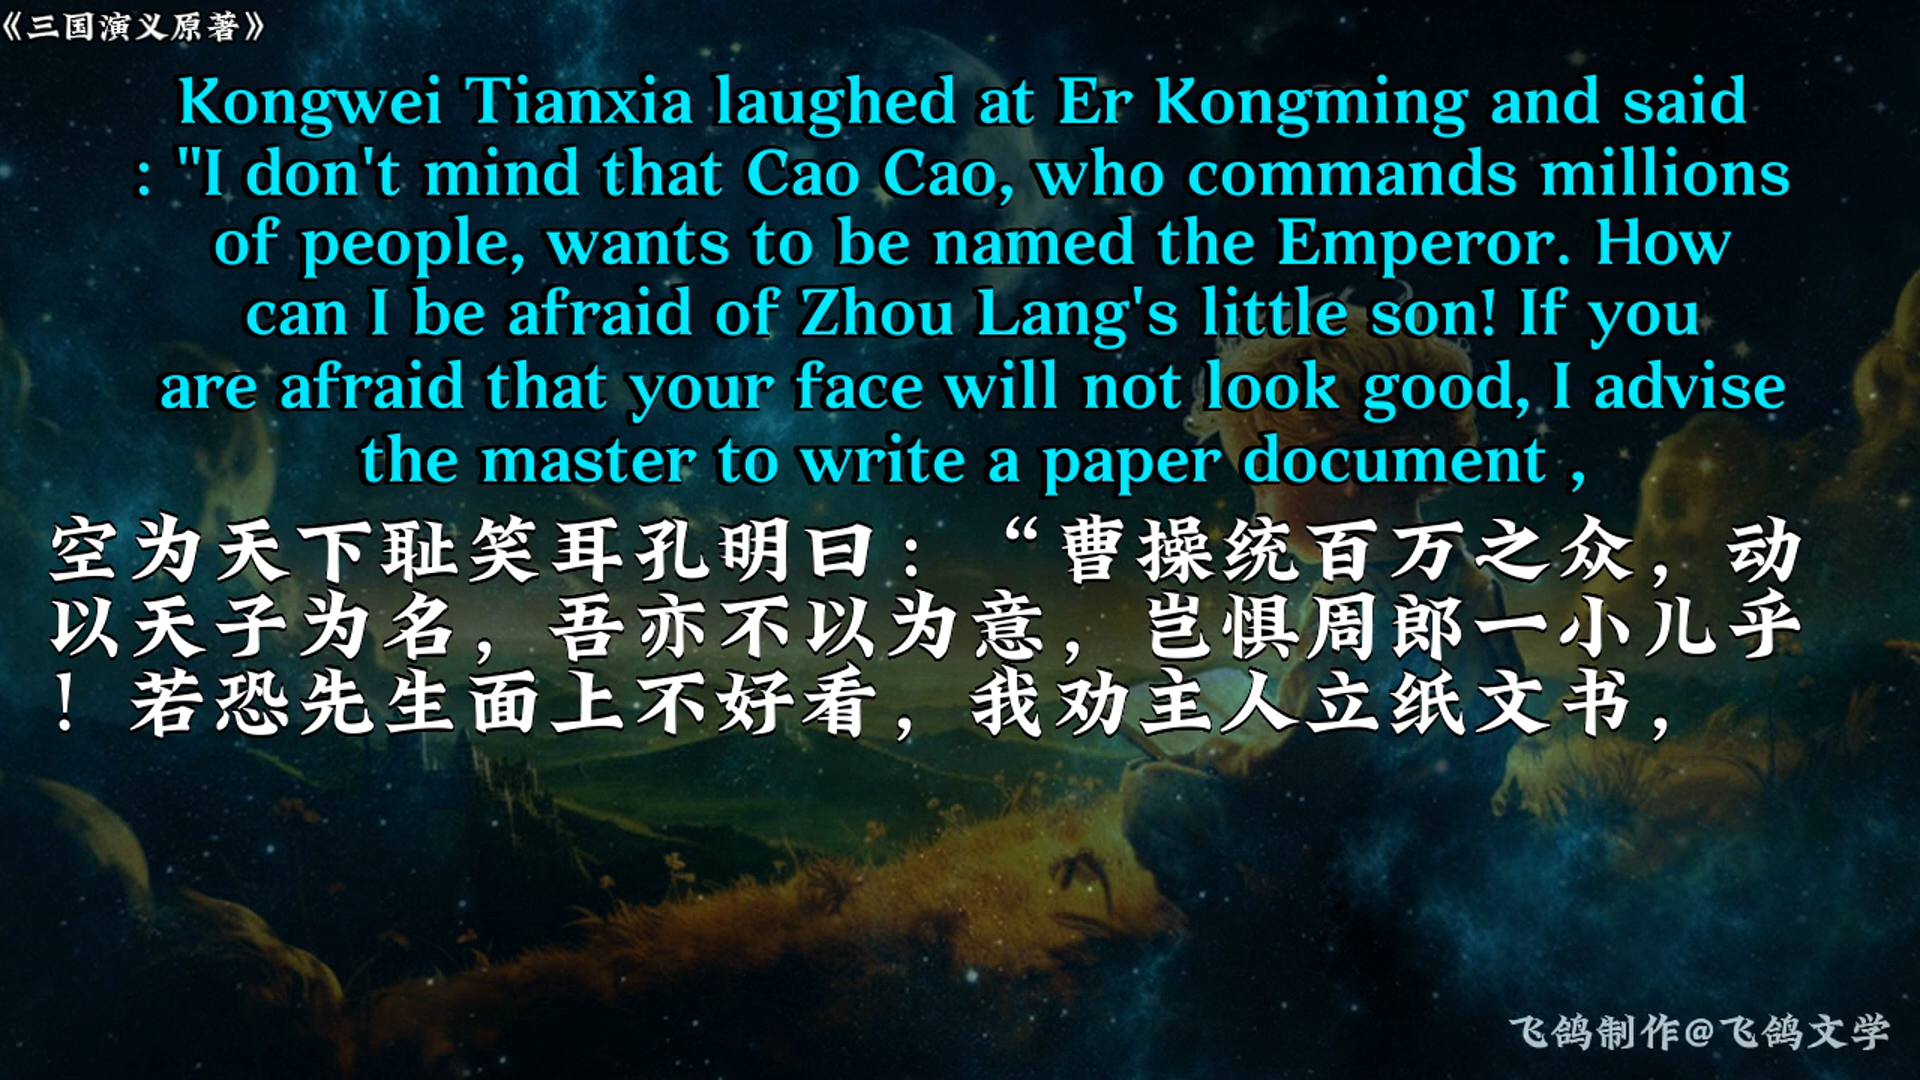 《三国演义原著》
Kongwei Tianxia laughed at Er Kongming and said
: "I don't mind that Cao Cao, who commands millions
of people, wants to be named the Emperor. How
can I be afraid of Zhou Lang's little son! If you
are afraid that your face will not look good, I advise
the master to write a paper document ,
空为天下耻笑耳孔明曰：“曹操统百万之众，动
以天子为名，吾亦不以为意，岂惧周郎一小儿乎
！若恐先生面上不好看，我劝主人立纸文书，
飞鸽制作@飞鸽文学